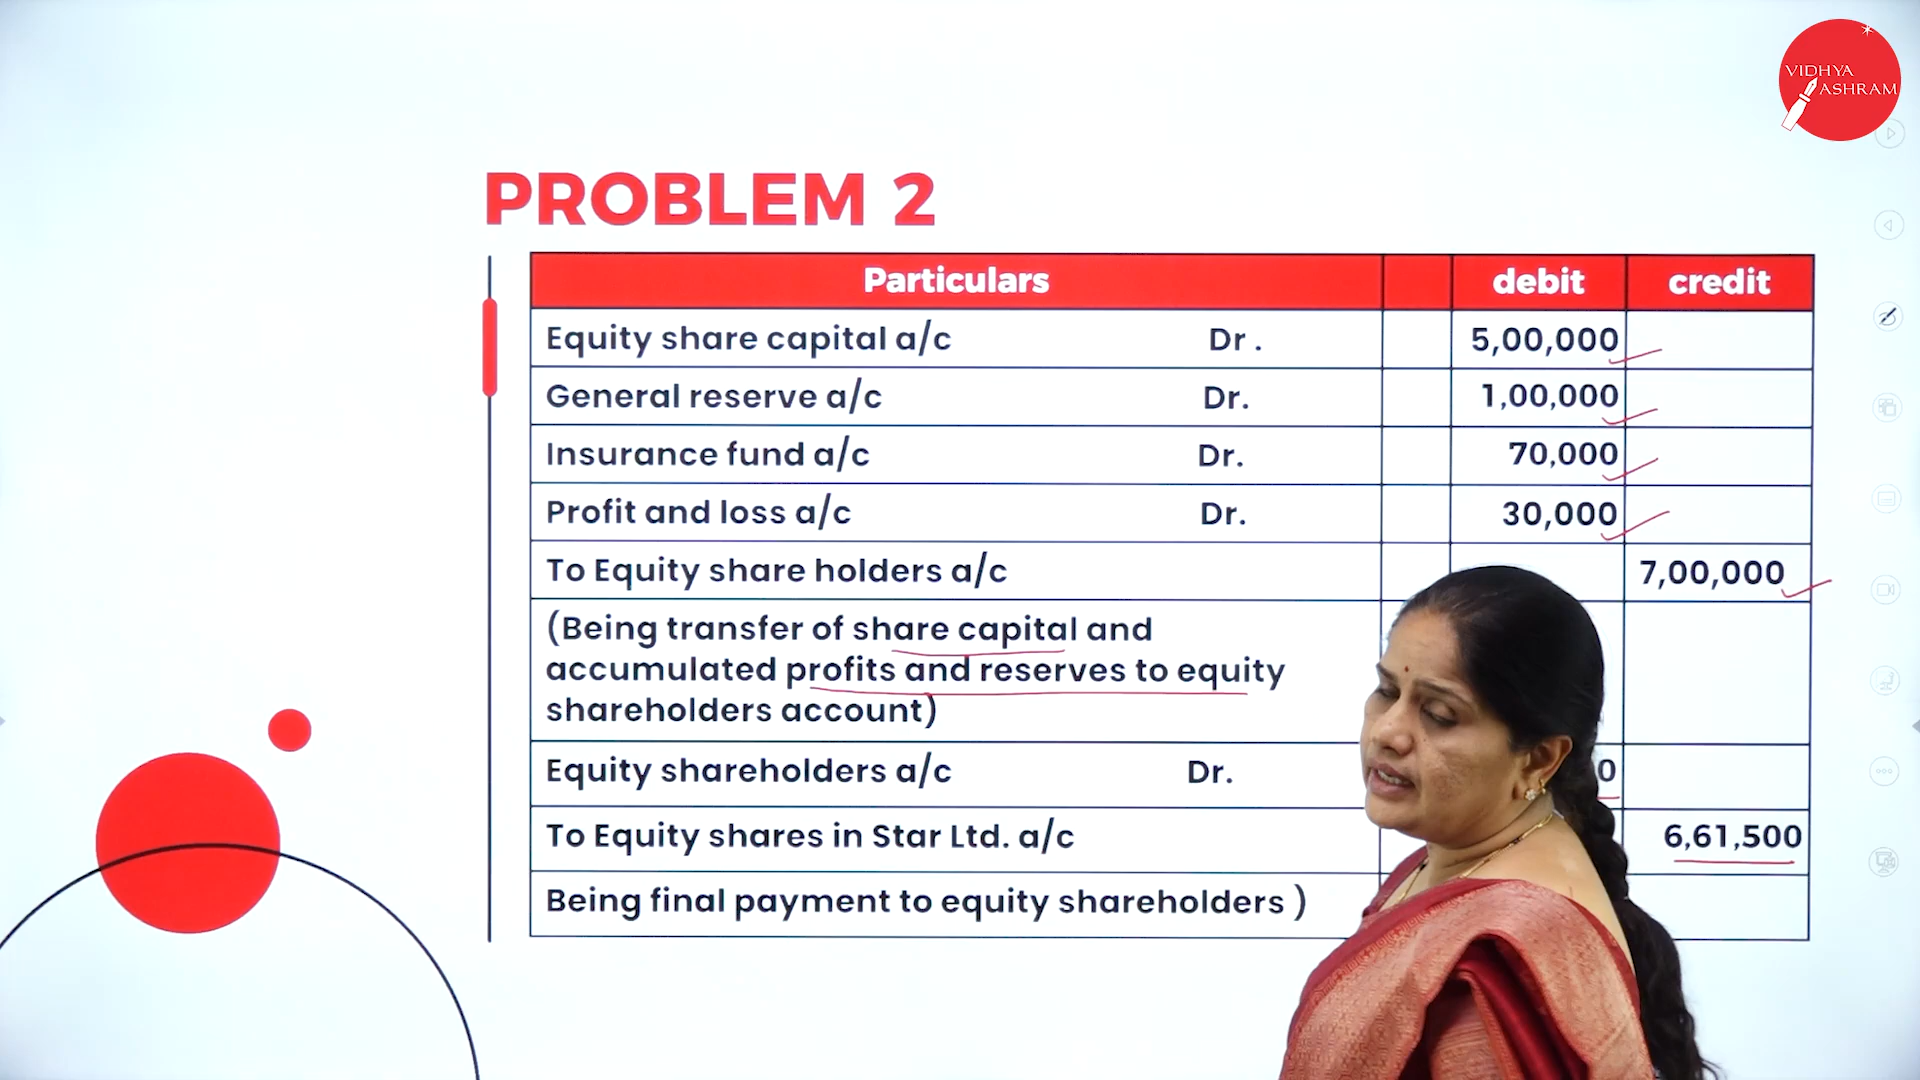 VIDHYA
ASHRAM
PROBLEM 2
Particulars debit credit
Equity share capital a/c Dr . 5,00,000
General reserve a/c Dr. 1,00,000
Insurance fund a/c Dr. 70,000
Profit and loss a/c Dr. 30,000
To Equity share holders a/c 7,00,000
(Being transfer of share capital and
accumulated profits and reserves to equity
shareholders account)
Equity shareholders a/c Dr. 0
To Equity shares in Star Ltd. a/c 6,61,500
Being final payment to equity shareholders )